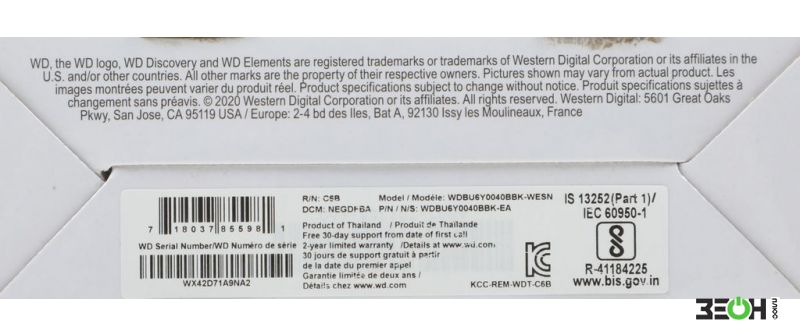 WD, the WD logo, WD Discovery and WD Elements are registered trademarks or trademarks of Western Digital Corporation or its affiliates in the
U.S. and/or other countries. All other marks are the property of their respective owners. Pictures shown may vary from actual product. Les
images montrées peuvent varier du produit réel. Product specifications subject to change without notice. Produit specifications sujettes à
changement sans préavis. © 2020 Western Digital Corporation or its affiliates. All rights reserved. Western Digital: 5601 Great Oaks
Pkwy, San Jose, CA 95119 USA / Europe: 2-4 bd des Iles, Bat A, 92130 Issy les Moulineaux, France
7 18037 85598 1
WD Serial Number/WD Numéro de série
WX42D71A9NA2
R/N: C6B Model / Modèle: WDBU6Y0040BBK-WESN
DCM: NEGDHBA P/N / N/S: WDBU6Y0040BBK-EA
Product of Thailand / Produit de Thaïlande
Free 30-day support from date of first call
2-year limited warranty /Details at www.wd.com
30 jours de support gratuit à partir
de la date du premier appel
Garantie limitée de deux ans /
Détails chez www.wd.com
KCC-REM-WDT-C6B
IS 13252(Part 1)/
IEC 60950-1
R-41184225
www.bis.gov.in
ЗЕОН